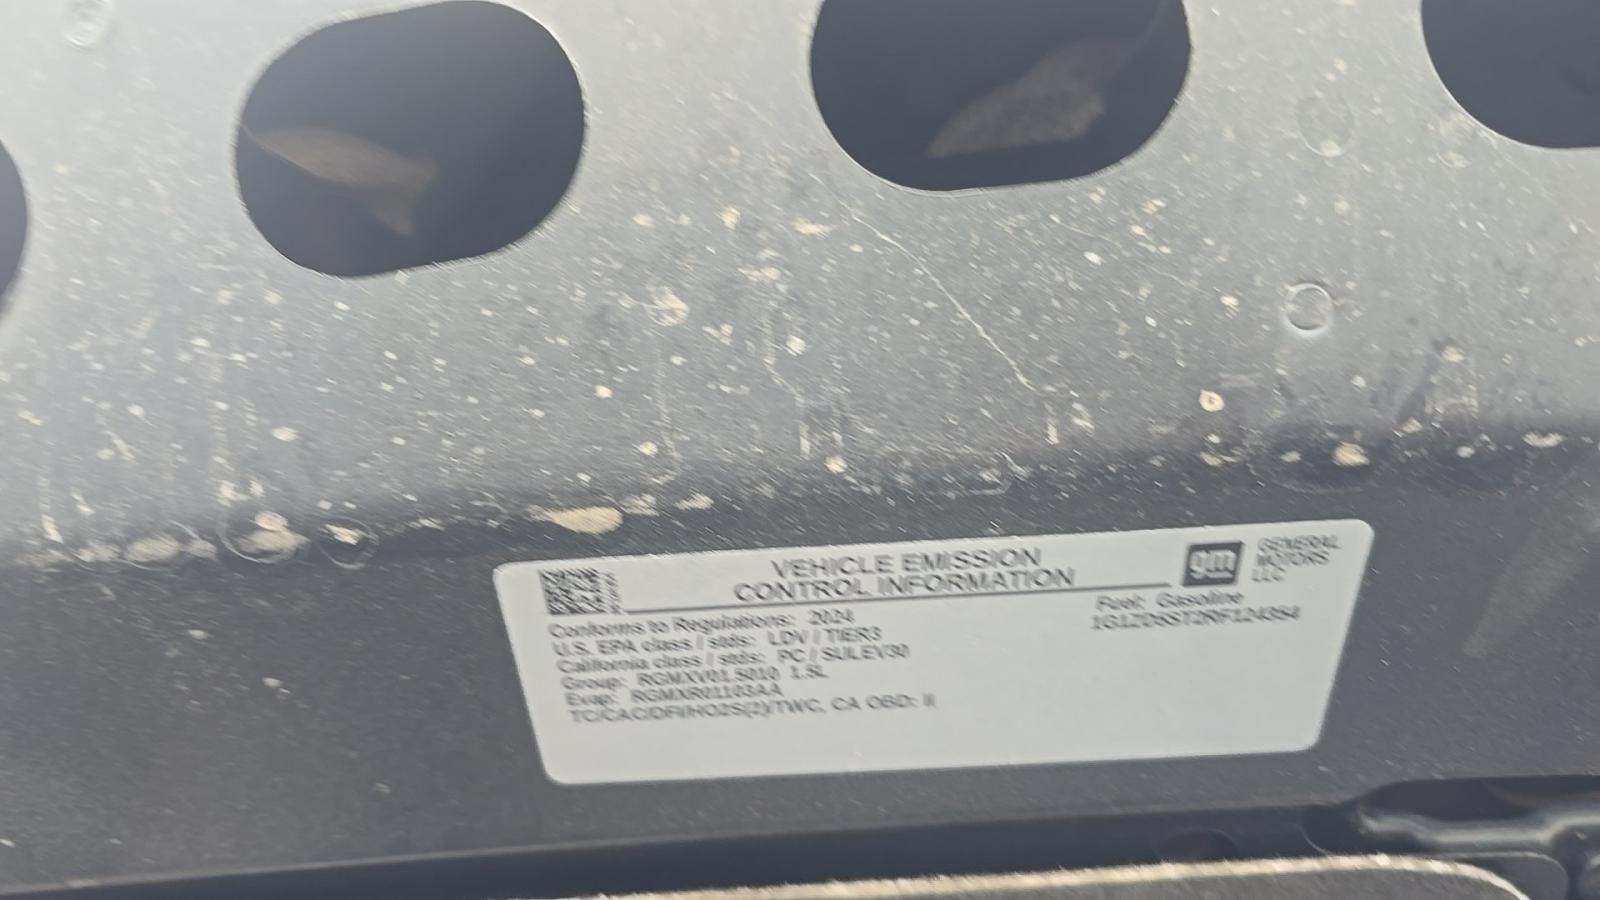 VEHICLE EMISSION
CONTROL INFORMATION
gm GENERAL
MOTORS
LLC
Conforms to Regulations: 2024
U.S. EPA class / stds: LDV / TIER3
California class / stds: PC / SULEV30
Group: RGMXV01.5010 1.5L
Evap: RGMXR01103AA
TC/CAC/DFI/HO2S(2)/TWC, CA OBD: II
Fuel: Gasoline